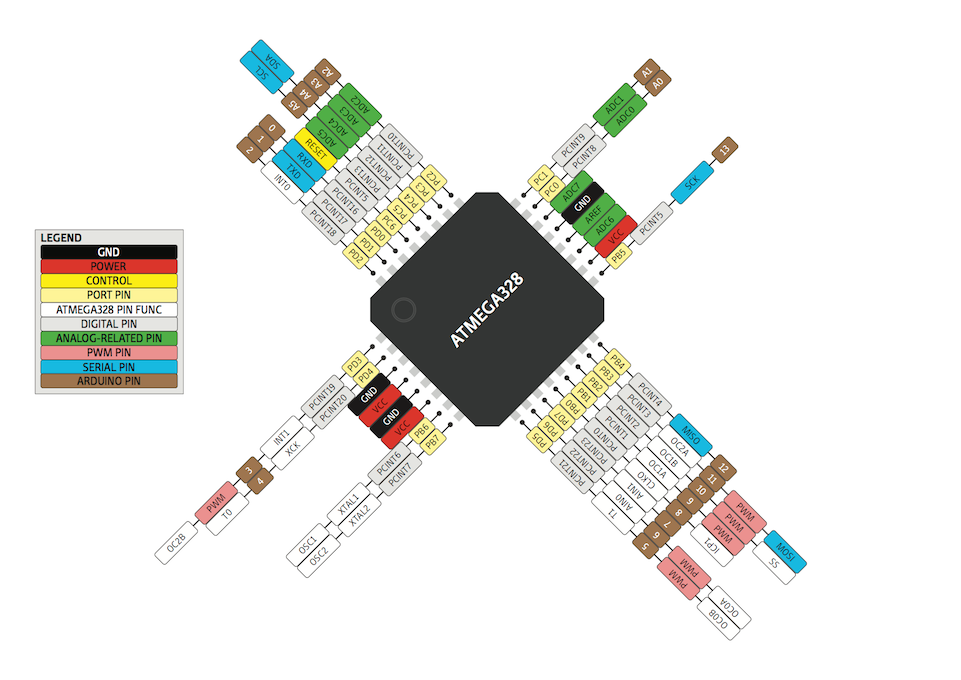 A2 ADC2 PCINT10 PC2
A3 ADC3 PCINT11 PC3
SDA A4 ADC4 PCINT12 PC4
SCL A5 ADC5 PCINT13 PC5
RESET PCINT5 PC6
0 RXD PCINT16 PD0
1 TXD PCINT17 PD1
2 INT0 PCINT18 PD2
PC1 PCINT9 ADC1 A1
PC0 PCINT8 ADC0 A0
ADC7
GND
AREF
ADC6
VCC
PB5 PCINT5 SCK 13
LEGEND
GND
POWER
CONTROL
PORT PIN
ATMEGA328 PIN FUNC
DIGITAL PIN
ANALOG-RELATED PIN
PWM PIN
SERIAL PIN
ARDUINO PIN
ATMEGA328
OC2B PWM 3 INT1 PCINT19 PD3
T0 4 XCK PCINT20 PD4
GND
VCC
GND
VCC
OSC1 XTAL1 PCINT6 PB6
OSC2 XTAL2 PCINT7 PB7
PB4 PCINT4 MISO 12
PB3 PCINT3 OC2A 11 PWM MOSI
PB2 PCINT2 OC1B 10 PWM SS
PB1 PCINT1 OC1A 9 PWM
PB0 PCINT0 CLKO 8 ICP1
PD7 PCINT23 AIN1 7
PD6 PCINT22 AIN0 6 PWM OC0A
PD5 PCINT21 T1 5 PWM OC0B